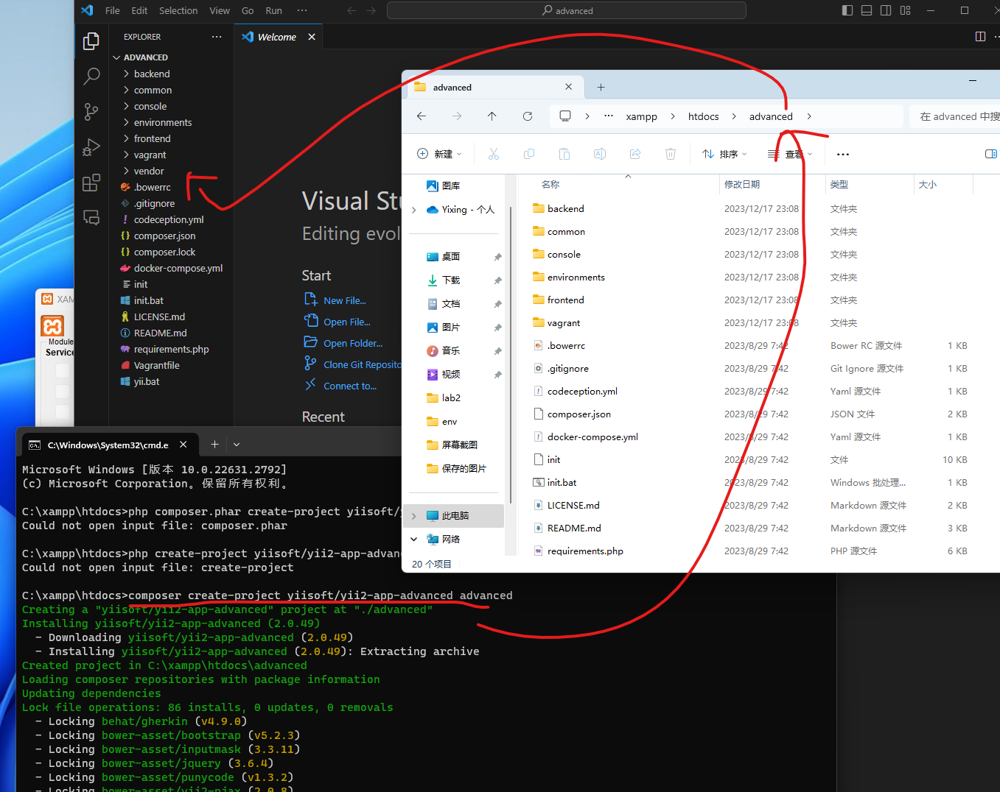 File Edit Selection View Go Run ···
advanced
EXPLORER
Welcome
ADVANCED
backend
common
console
environments
frontend
vagrant
vendor
.bowerrc
.gitignore
codeception.yml
composer.json
composer.lock
docker-compose.yml
init
init.bat
LICENSE.md
README.md
requirements.php
Vagrantfile
yii.bat
Visual Stu
Editing evol
Start
New File...
Open File...
Open Folder...
Clone Git Reposito
Connect to...
Recent
XAM
Module
Service
advanced
xampp > htdocs > advanced >
在 advanced 中搜
新建
排序
查看
图库
Yixing - 个人
桌面
下载
文档
图片
音乐
视频
lab2
env
屏幕截图
保存的图片
此电脑
网络
名称 修改日期 类型 大小
backend 2023/12/17 23:08 文件夹
common 2023/12/17 23:08 文件夹
console 2023/12/17 23:08 文件夹
environments 2023/12/17 23:08 文件夹
frontend 2023/12/17 23:08 文件夹
vagrant 2023/12/17 23:08 文件夹
.bowerrc 2023/8/29 7:42 Bower RC 源文件 1 KB
.gitignore 2023/8/29 7:42 Git Ignore 源文件 1 KB
codeception.yml 2023/8/29 7:42 Yaml 源文件 1 KB
composer.json 2023/8/29 7:42 JSON 文件 2 KB
docker-compose.yml 2023/8/29 7:42 Yaml 源文件 1 KB
init 2023/8/29 7:42 文件 10 KB
init.bat 2023/8/29 7:42 Windows 批处理... 1 KB
LICENSE.md 2023/8/29 7:42 Markdown 源文件 2 KB
README.md 2023/8/29 7:42 Markdown 源文件 3 KB
requirements.php 2023/8/29 7:42 PHP 源文件 6 KB
20 个项目
C:\Windows\System32\cmd.e
Microsoft Windows [版本 10.0.22631.2792]
(c) Microsoft Corporation。保留所有权利。
C:\xampp\htdocs>php composer.phar create-project yiisoft/y
Could not open input file: composer.phar
C:\xampp\htdocs>php create-project yiisoft/yii2-app-advan
Could not open input file: create-project
C:\xampp\htdocs>composer create-project yiisoft/yii2-app-advanced advanced
Creating a "yiisoft/yii2-app-advanced" project at "./advanced"
Installing yiisoft/yii2-app-advanced (2.0.49)
- Downloading yiisoft/yii2-app-advanced (2.0.49)
- Installing yiisoft/yii2-app-advanced (2.0.49): Extracting archive
Created project in C:\xampp\htdocs\advanced
Loading composer repositories with package information
Updating dependencies
Lock file operations: 86 installs, 0 updates, 0 removals
- Locking behat/gherkin (v4.9.0)
- Locking bower-asset/bootstrap (v5.2.3)
- Locking bower-asset/inputmask (3.3.11)
- Locking bower-asset/jquery (3.6.4)
- Locking bower-asset/punycode (v1.3.2)
- Locking bower-asset/yii2-pjax (2.0.8)